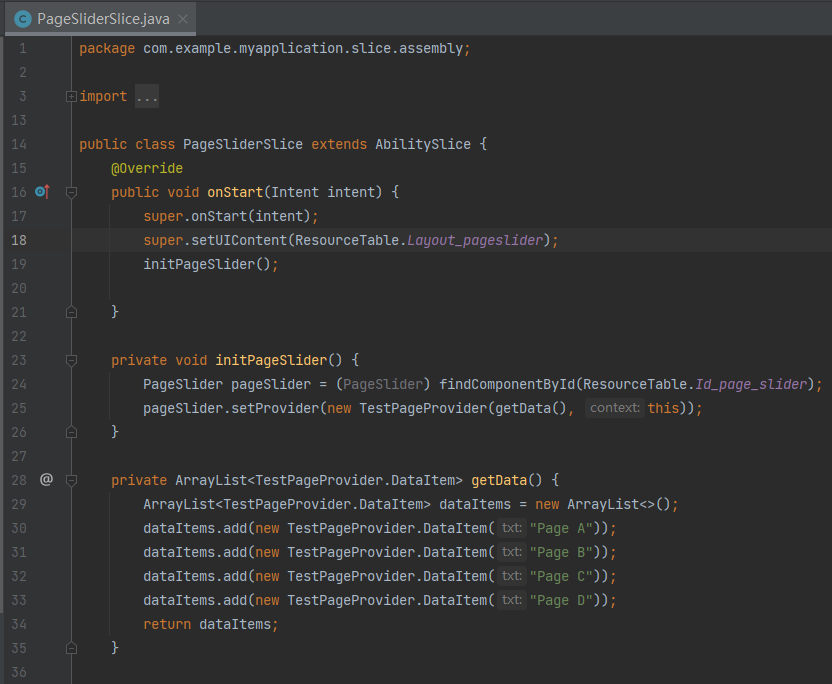 PageSliderSlice.java
1 package com.example.myapplication.slice.assembly;
2
3 import ...
13
14 public class PageSliderSlice extends AbilitySlice {
15 @Override
16 public void onStart(Intent intent) {
17 super.onStart(intent);
18 super.setUIContent(ResourceTable.Layout_pageslider);
19 initPageSlider();
20
21 }
22
23 private void initPageSlider() {
24 PageSlider pageSlider = (PageSlider) findComponentById(ResourceTable.Id_page_slider);
25 pageSlider.setProvider(new TestPageProvider(getData(), context: this));
26 }
27
28 @ private ArrayList<TestPageProvider.DataItem> getData() {
29 ArrayList<TestPageProvider.DataItem> dataItems = new ArrayList<>();
30 dataItems.add(new TestPageProvider.DataItem( txt: "Page A"));
31 dataItems.add(new TestPageProvider.DataItem( txt: "Page B"));
32 dataItems.add(new TestPageProvider.DataItem( txt: "Page C"));
33 dataItems.add(new TestPageProvider.DataItem( txt: "Page D"));
34 return dataItems;
35 }
36